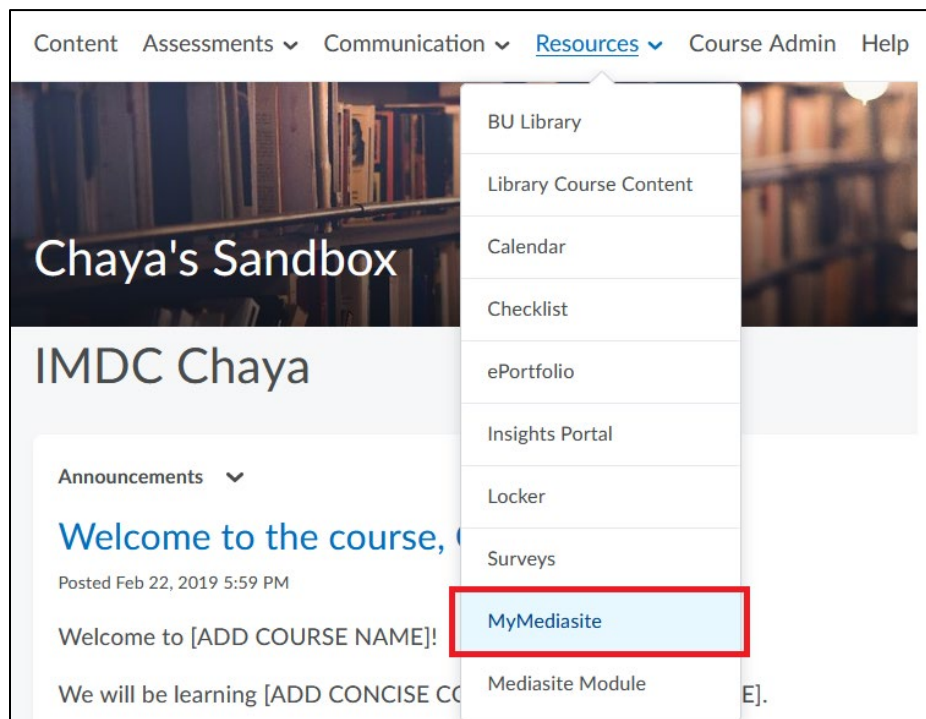 Content Assessments Communication Resources Course Admin Help
BU Library
Library Course Content
Calendar
Checklist
ePortfolio
Insights Portal
Locker
Surveys
MyMediasite
Mediasite Module
Chaya's Sandbox
IMDC Chaya
Announcements
Welcome to the course,
Posted Feb 22, 2019 5:59 PM
Welcome to [ADD COURSE NAME]!
We will be learning [ADD CONCISE E].